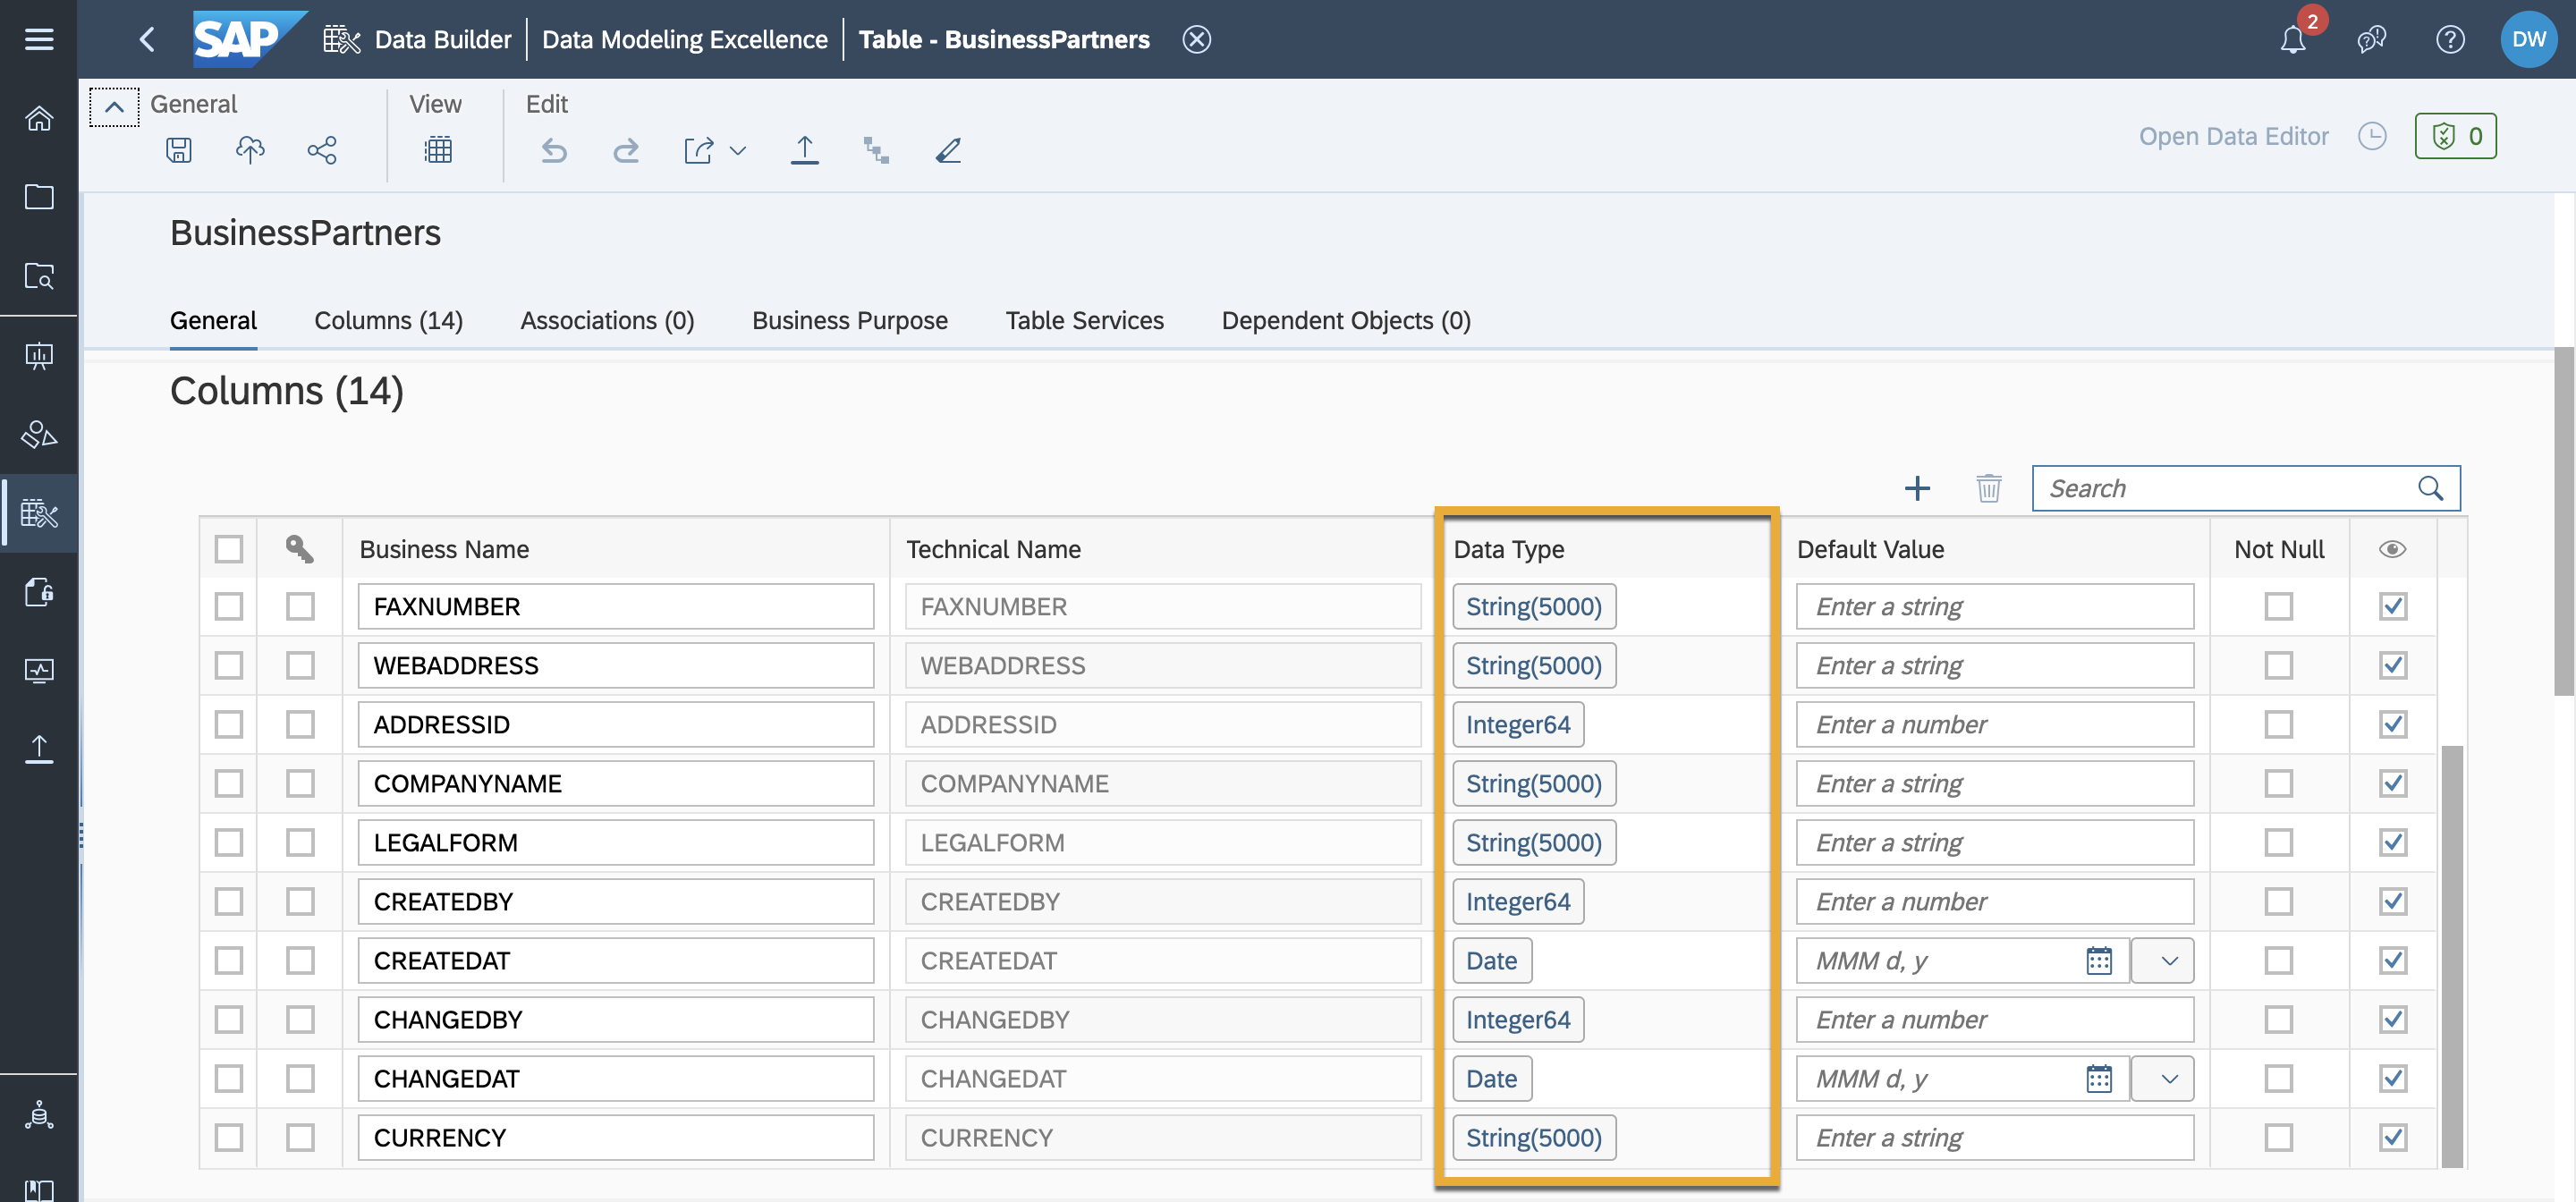 SAP Data Builder Data Modeling Excellence Table - BusinessPartners 2 DW
General View Edit
Open Data Editor 0
BusinessPartners
General Columns (14) Associations (0) Business Purpose Table Services Dependent Objects (0)
Columns (14)
Search
Business Name Technical Name Data Type Default Value Not Null
FAXNUMBER FAXNUMBER String(5000) Enter a string
WEBADDRESS WEBADDRESS String(5000) Enter a string
ADDRESSID ADDRESSID Integer64 Enter a number
COMPANYNAME COMPANYNAME String(5000) Enter a string
LEGALFORM LEGALFORM String(5000) Enter a string
CREATEDBY CREATEDBY Integer64 Enter a number
CREATEDAT CREATEDAT Date MMM d, y
CHANGEDBY CHANGEDBY Integer64 Enter a number
CHANGEDAT CHANGEDAT Date MMM d, y
CURRENCY CURRENCY String(5000) Enter a string